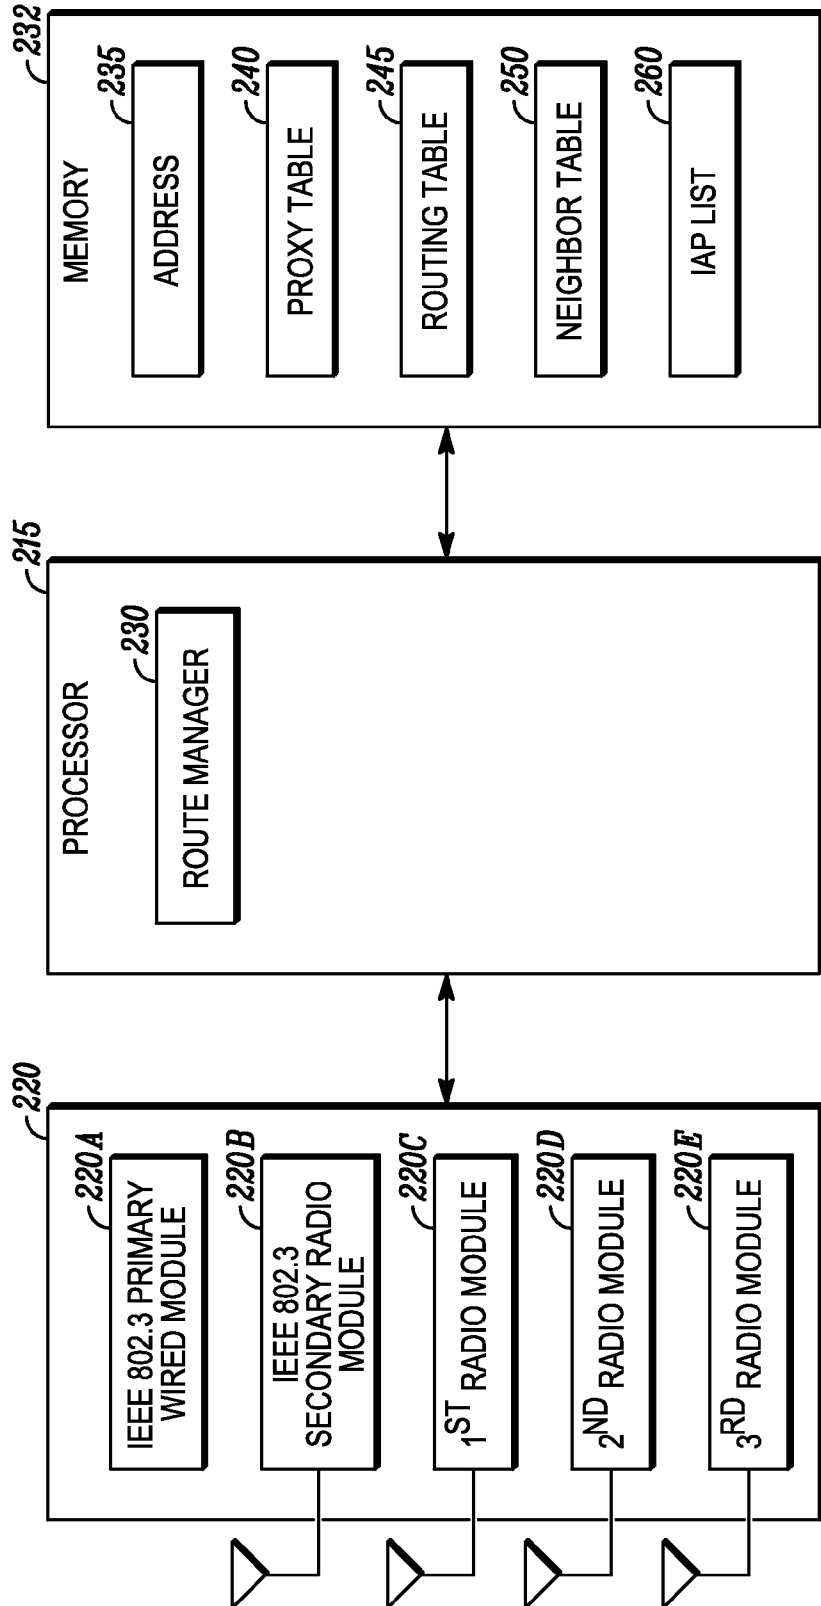 220
220A
IEEE 802.3 PRIMARY
WIRED MODULE
220B
IEEE 802.3
SECONDARY RADIO
MODULE
220C
1ST RADIO MODULE
220D
2ND RADIO MODULE
220E
3RD RADIO MODULE
215
PROCESSOR
230
ROUTE MANAGER
232
MEMORY
235
ADDRESS
240
PROXY TABLE
245
ROUTING TABLE
250
NEIGHBOR TABLE
260
IAP LIST